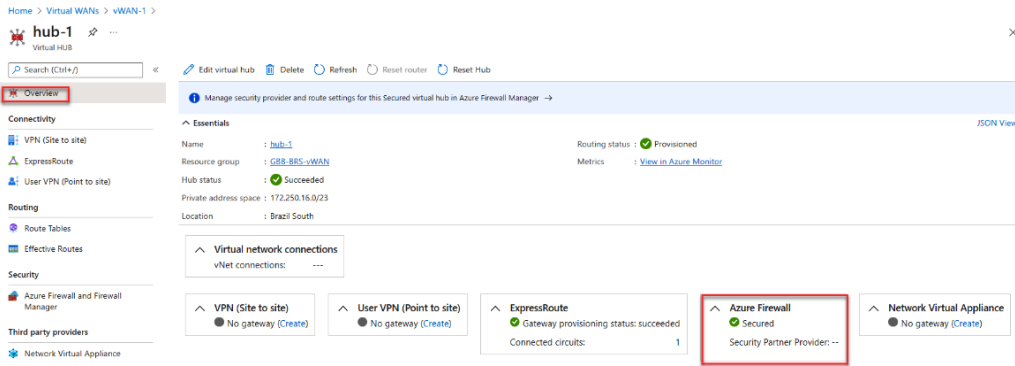 Home > Virtual WANs > vWAN-1 >
hub-1
Virtual HUB
Search (Ctrl+/)
«
Overview
Connectivity
VPN (Site to site)
ExpressRoute
User VPN (Point to site)
Routing
Route Tables
Effective Routes
Security
Azure Firewall and Firewall
Manager
Third party providers
Network Virtual Appliance
Edit virtual hub Delete Refresh Reset router Reset Hub
Manage security provider and route settings for this Secured virtual hub in Azure Firewall Manager →
Essentials JSON View
Name : hub-1 Routing status : Provisioned
Resource group : GBB-BRS-vWAN Metrics : View in Azure Monitor
Hub status : Succeeded
Private address space : 172.250.16.0/23
Location : Brazil South
Virtual network connections
vNet connections: ---
VPN (Site to site)
No gateway (Create)
User VPN (Point to site)
No gateway (Create)
ExpressRoute
Gateway provisioning status: succeeded
Connected circuits: 1
Azure Firewall
Secured
Security Partner Provider: --
Network Virtual Appliance
No gateway (Create)